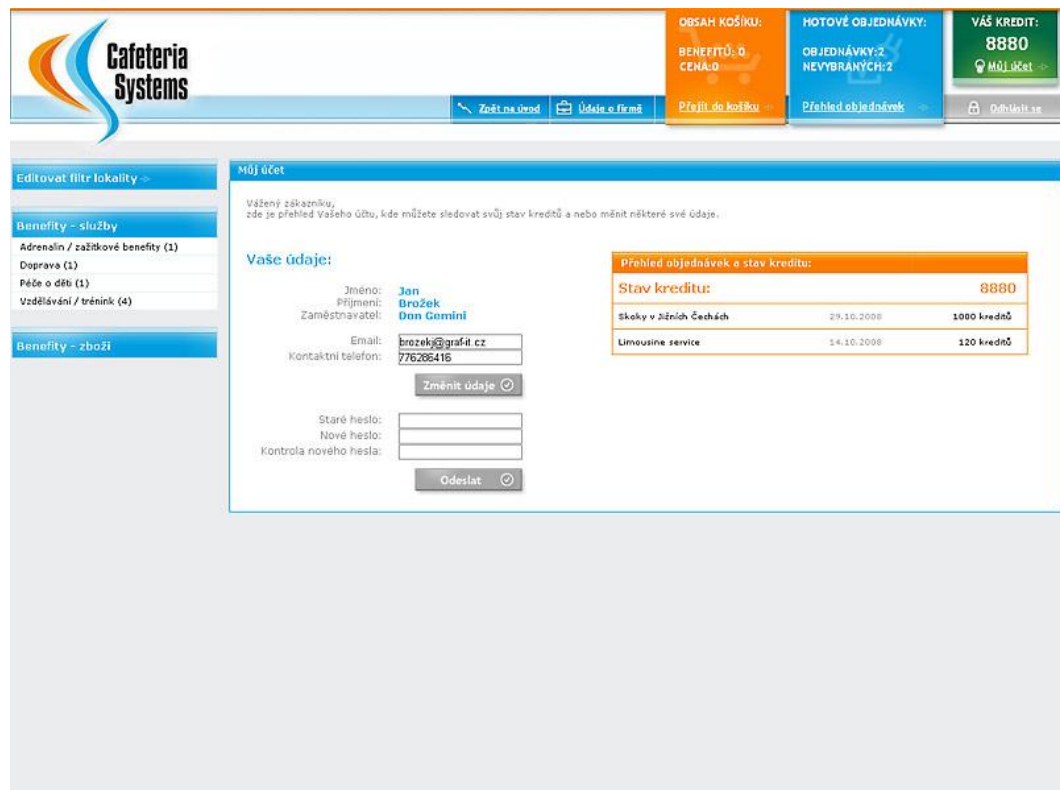 Cafeteria
Systems
OBSAH KOŠÍKU:
BENEFITŮ: 0
CENA:0
Přejít do košíku
HOTOVÉ OBJEDNÁVKY:
OBJEDNÁVKY:2
NEVYBRANÝCH:2
Přehled objednávek
VÁŠ KREDIT:
8880
Můj účet
Zpět na úvod
Údaje o firmě
Odhlásit se
Editovat filtr lokality
Benefity - služby
Adrenalin / zažitkové benefity (1)
Doprava (1)
Péče o děti (1)
Vzdělávání / trénink (4)
Benefity - zboží
Můj účet
Vážený zákazníku,
zde je přehled Vašeho účtu, kde můžete sledovat svůj stav kreditů a nebo měnit některé své údaje.
Vaše údaje:
Jméno: Jan
Příjmení: Brožek
Zaměstnavatel: Don Gemini
Email: brozekj@graf-it.cz
Kontaktní telefon: 776286416
Změnit údaje
Staré heslo:
Nové heslo:
Kontrola nového hesla:
Odeslat
Přehled objednávek a stav kreditu:
Stav kreditu: 8880
Skoky v Jižních Čechách 29.10.2008 1000 kreditů
Limousine service 14.10.2008 120 kreditů